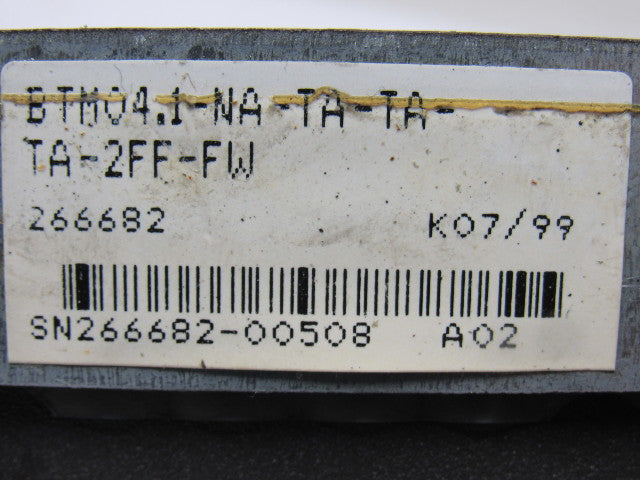 BTM04.1-NA-TA-TA-
TA-2FF-FW
266682 K07/99
SN266682-00508 A02